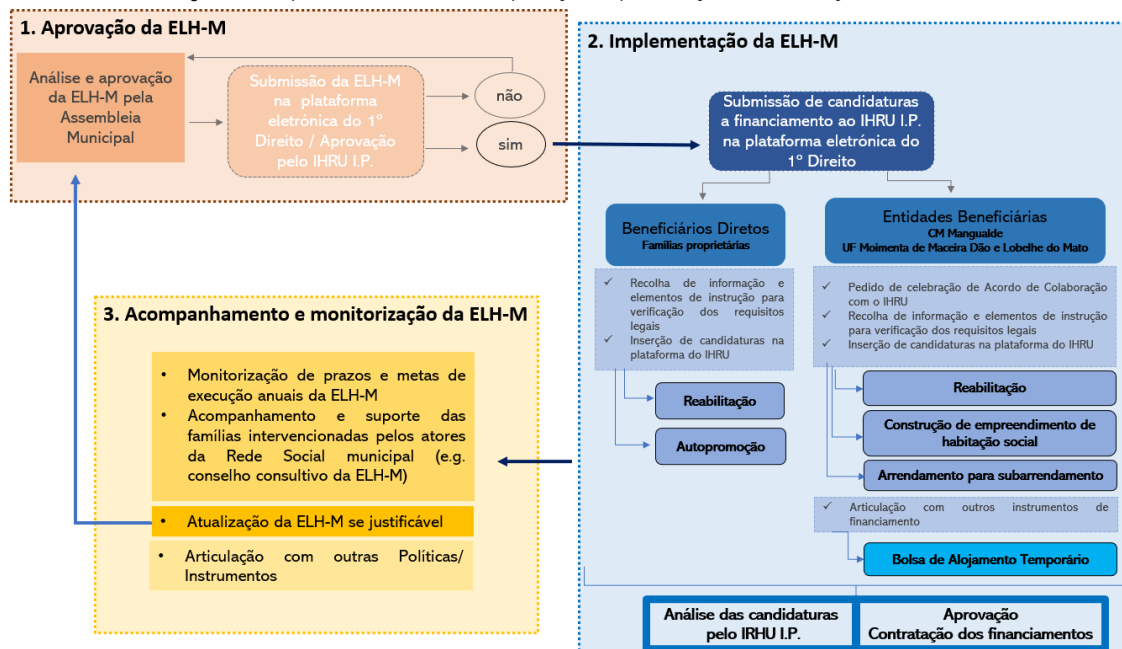 1. Aprovação da ELH-M
Análise e aprovação
da ELH-M pela
Assembleia
Municipal
Submissão da ELH-M
na plataforma
eletrónica do 1º
Direito / Aprovação
pelo IHRU I.P.
não
sim
2. Implementação da ELH-M
Submissão de candidaturas
a financiamento ao IHRU I.P.
na plataforma eletrónica do
1º Direito
Beneficiários Diretos
Famílias proprietárias
✓ Recolha de informação e
elementos de instrução para
verificação dos requisitos
legais
✓ Inserção de candidaturas na
plataforma do IHRU
Reabilitação
Autopromoção
Entidades Beneficiárias
CM Mangualde
UF Moimenta de Maceira Dão e Lobelhe do Mato
✓ Pedido de celebração de Acordo de Colaboração
com o IHRU
✓ Recolha de informação e elementos de instrução
para verificação dos requisitos legais
✓ Inserção de candidaturas na plataforma do IHRU
Reabilitação
Construção de empreendimento de
habitação social
Arrendamento para subarrendamento
✓ Articulação com outros instrumentos de
financiamento
Bolsa de Alojamento Temporário
Análise das candidaturas
pelo IRHU I.P.
Aprovação
Contratação dos financiamentos
3. Acompanhamento e monitorização da ELH-M
• Monitorização de prazos e metas de
execução anuais da ELH-M
• Acompanhamento e suporte das
famílias intervencionadas pelos atores
da Rede Social municipal (e.g.
conselho consultivo da ELH-M)
• Atualização da ELH-M se justificável
• Articulação com outras Políticas/
Instrumentos